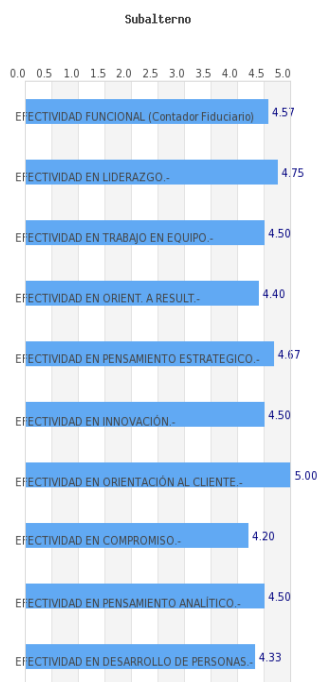 Subalterno
0.0 0.5 1.0 1.5 2.0 2.5 3.0 3.5 4.0 4.5 5.0
EFECTIVIDAD FUNCIONAL (Contador Fiduciario) 4.57
EFECTIVIDAD EN LIDERAZGO.- 4.75
EFECTIVIDAD EN TRABAJO EN EQUIPO.- 4.50
EFECTIVIDAD EN ORIENT. A RESULT.- 4.40
EFECTIVIDAD EN PENSAMIENTO ESTRATEGICO.- 4.67
EFECTIVIDAD EN INNOVACIÓN.- 4.50
EFECTIVIDAD EN ORIENTACIÓN AL CLIENTE.- 5.00
EFECTIVIDAD EN COMPROMISO.- 4.20
EFECTIVIDAD EN PENSAMIENTO ANALÍTICO.- 4.50
EFECTIVIDAD EN DESARROLLO DE PERSONAS.- 4.33